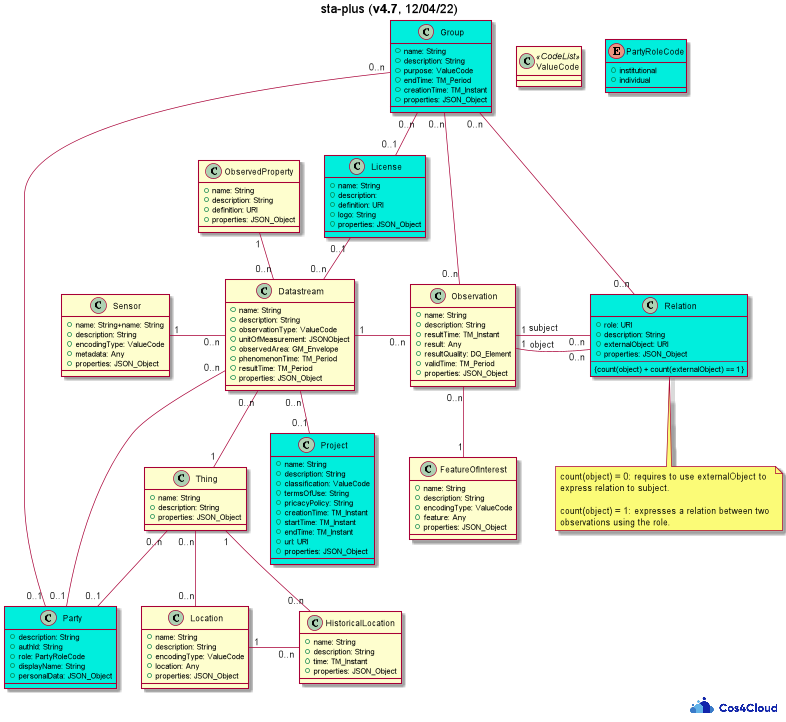 sta-plus (v4.7, 12/04/22)
C Group
name: String
description: String
purpose: ValueCode
endTime: TM_Period
creationTime: TM_Instant
properties: JSON_Object
C «CodeList»
ValueCode
E PartyRoleCode
institutional
individual
0..n
0..n
0..n
0..n
0..1
C ObservedProperty
name: String
description: String
definition: URI
properties: JSON_Object
C License
name: String
description:
definition: URI
logo: String
properties: JSON_Object
1
0..1
0..n
0..n
0..n
0..n
C Sensor
name: String+name: String
description: String
encodingType: ValueCode
metadata: Any
properties: JSON_Object
1
0..n
C Datastream
name: String
description: String
observationType: ValueCode
unitOfMeasurement: JSONObject
observedArea: GM_Envelope
phenomenonTime: TM_Period
resultTime: TM_Period
properties: JSON_Object
1
0..n
C Observation
name: String
description: String
resultTime: TM_Instant
result: Any
resultQuality: DQ_Element
validTime: TM_Period
properties: JSON_Object
1 subject
1 object
0..n
0..n
C Relation
role: URI
description: String
externalObject: URI
properties: JSON_Object
{count(object) + count(externalObject) == 1}
0..n
0..n
0..n
0..n
1
0..1
1
C Project
name: String
description: String
classification: ValueCode
termsOfUse: String
pricacyPolicy: String
creationTime: TM_Instant
startTime: TM_Instant
endTime: TM_Instant
url: URI
properties: JSON_Object
C Thing
name: String
description: String
properties: JSON_Object
C FeatureOfInterest
name: String
description: String
encodingType: ValueCode
feature: Any
properties: JSON_Object
count(object) = 0: requires to use externalObject to
express relation to subject.
count(object) = 1: expresses a relation between two
observations using the role.
0..n
0..n
1
0..1
0..1
0..1
0..n
0..n
C Party
description: String
authId: String
role: PartyRoleCode
displayName: String
personalData: JSON_Object
C Location
name: String
description: String
encodingType: ValueCode
location: Any
properties: JSON_Object
1
0..n
C HistoricalLocation
name: String
description: String
time: TM_Instant
properties: JSON_Object
Cos4Cloud